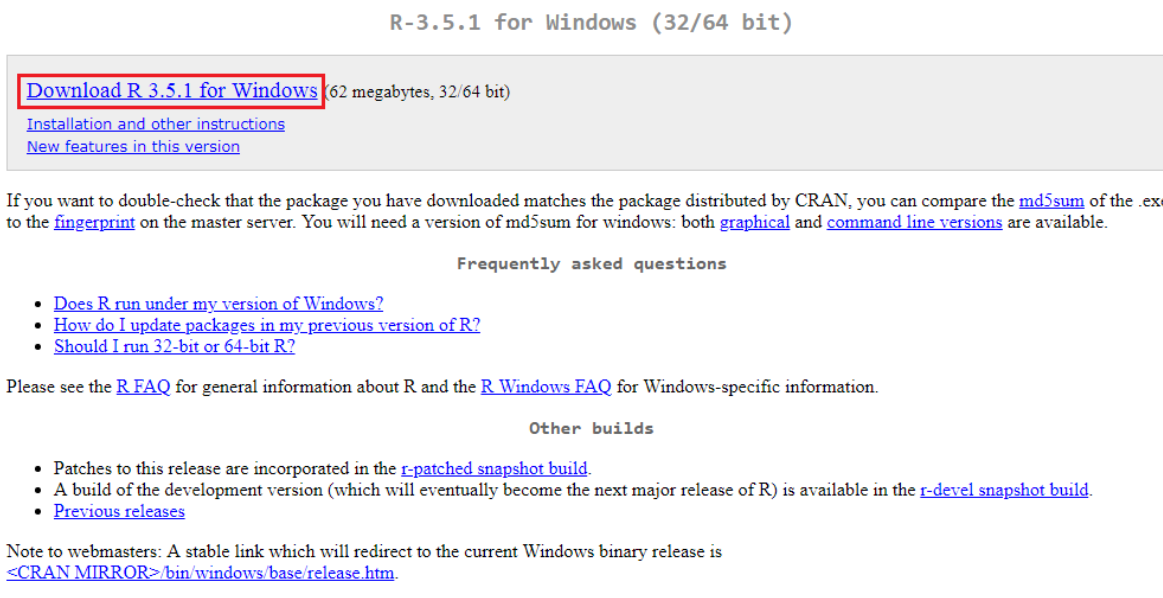 R-3.5.1 for Windows (32/64 bit)
Download R 3.5.1 for Windows (62 megabytes, 32/64 bit)
Installation and other instructions
New features in this version
If you want to double-check that the package you have downloaded matches the package distributed by CRAN, you can compare the md5sum of the .exe
to the fingerprint on the master server. You will need a version of md5sum for windows: both graphical and command line versions are available.
Frequently asked questions
• Does R run under my version of Windows?
• How do I update packages in my previous version of R?
• Should I run 32-bit or 64-bit R?
Please see the R FAQ for general information about R and the R Windows FAQ for Windows-specific information.
Other builds
• Patches to this release are incorporated in the r-patched snapshot build.
• A build of the development version (which will eventually become the next major release of R) is available in the r-devel snapshot build.
• Previous releases
Note to webmasters: A stable link which will redirect to the current Windows binary release is
<CRAN MIRROR>/bin/windows/base/release.htm.